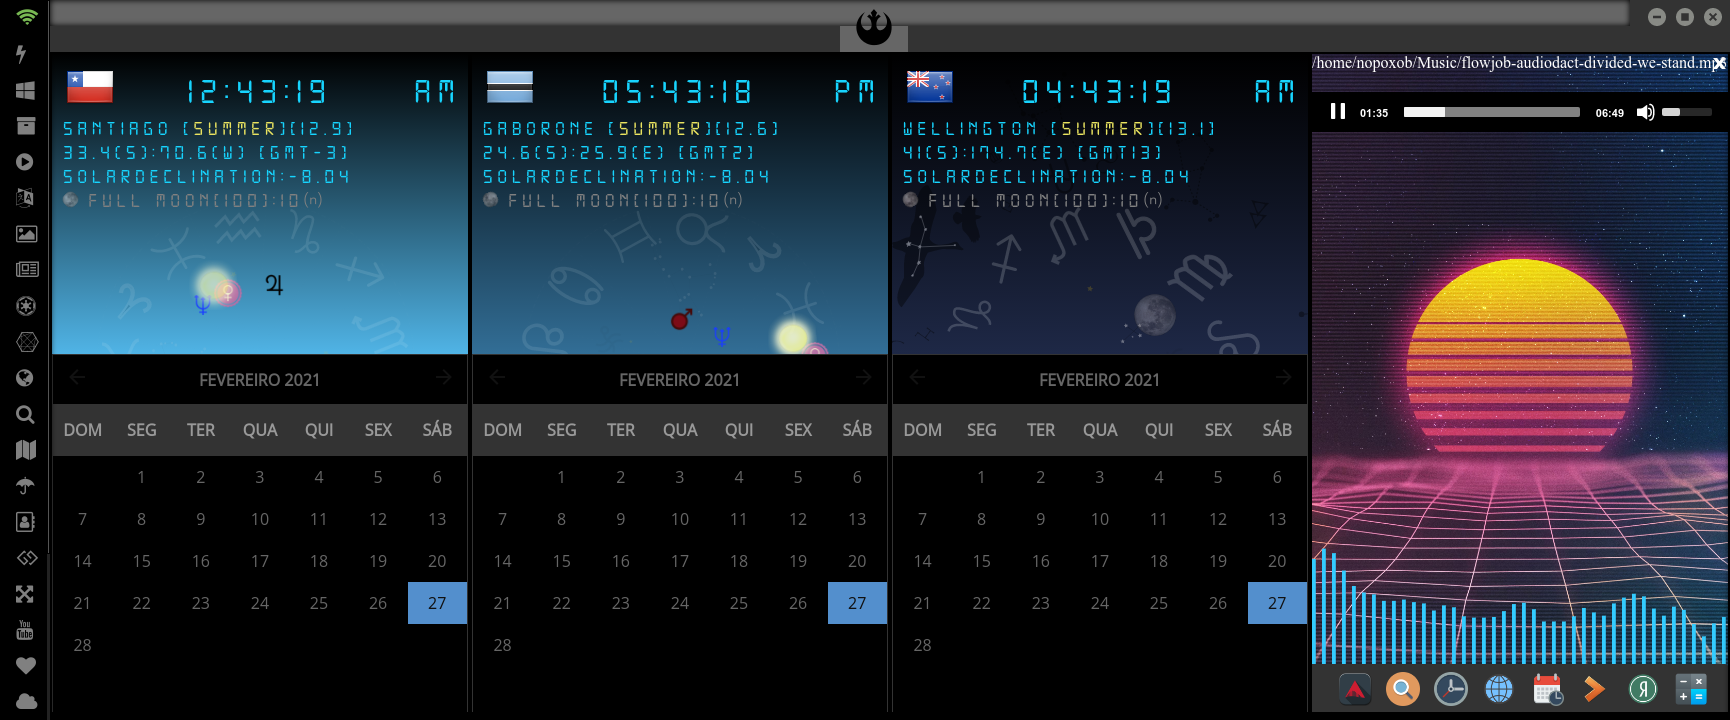 12:43:19 AM
SANTIAGO [SUMMER][12.9]
33.4(S):70.6(W) [GMT-3]
SOLARDECLINATION:-8.04
FULL MOON[100]:10 (n)
FEVEREIRO 2021
DOM SEG TER QUA QUI SEX SÁB
1 2 3 4 5 6
7 8 9 10 11 12 13
14 15 16 17 18 19 20
21 22 23 24 25 26 27
28
05:43:18 PM
GABORONE [SUMMER][12.6]
24.6(S):25.9(E) [GMT2]
SOLARDECLINATION:-8.04
FULL MOON[100]:10 (n)
FEVEREIRO 2021
DOM SEG TER QUA QUI SEX SÁB
1 2 3 4 5 6
7 8 9 10 11 12 13
14 15 16 17 18 19 20
21 22 23 24 25 26 27
28
04:43:19 AM
WELLINGTON [SUMMER][13.1]
41(S):174.7(E) [GMT13]
SOLARDECLINATION:-8.04
FULL MOON[100]:10 (n)
FEVEREIRO 2021
DOM SEG TER QUA QUI SEX SÁB
1 2 3 4 5 6
7 8 9 10 11 12 13
14 15 16 17 18 19 20
21 22 23 24 25 26 27
28
/home/nopoxob/Music/flowjob-audiodact-divided-we-stand.mp3
01:35 06:49
You
Tube
Я